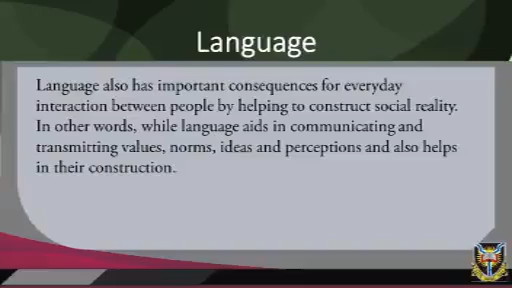 Language
Language also has important consequences for everyday
interaction between people by helping to construct social reality.
In other words, while language aids in communicating and
transmitting values, norms, ideas and perceptions and also helps
in their construction.